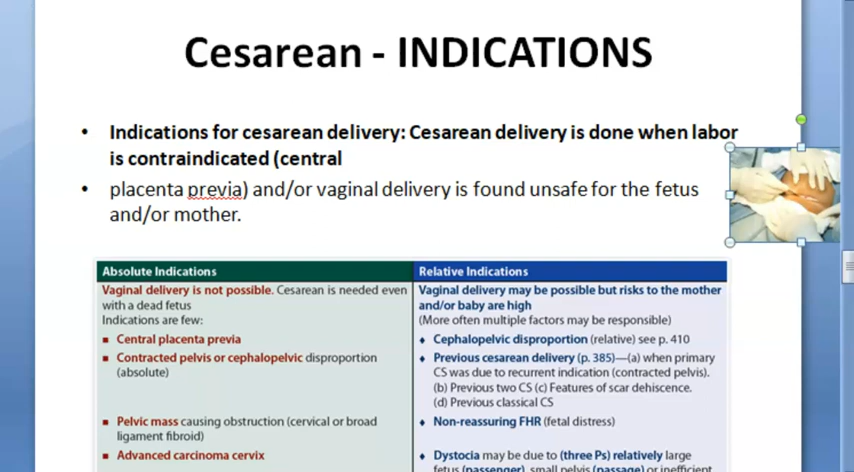 Cesarean - INDICATIONS
• Indications for cesarean delivery: Cesarean delivery is done when labor
is contraindicated (central
• placenta previa) and/or vaginal delivery is found unsafe for the fetus
and/or mother.
Absolute Indications
Vaginal delivery is not possible. Cesarean is needed even
with a dead fetus
Indications are few:
■ Central placenta previa
■ Contracted pelvis or cephalopelvic disproportion
(absolute)
■ Pelvic mass causing obstruction (cervical or broad
ligament fibroid)
■ Advanced carcinoma cervix
Relative Indications
Vaginal delivery may be possible but risks to the mother
and/or baby are high
(More often multiple factors may be responsible)
♦ Cephalopelvic disproportion (relative) see p. 410
♦ Previous cesarean delivery (p. 385)—(a) when primary
CS was due to recurrent indication (contracted pelvis).
(b) Previous two CS (c) Features of scar dehiscence.
(d) Previous classical CS
♦ Non-reassuring FHR (fetal distress)
♦ Dystocia may be due to (three Ps) relatively large
fetus (passenger), small pelvis (passage) or inefficient